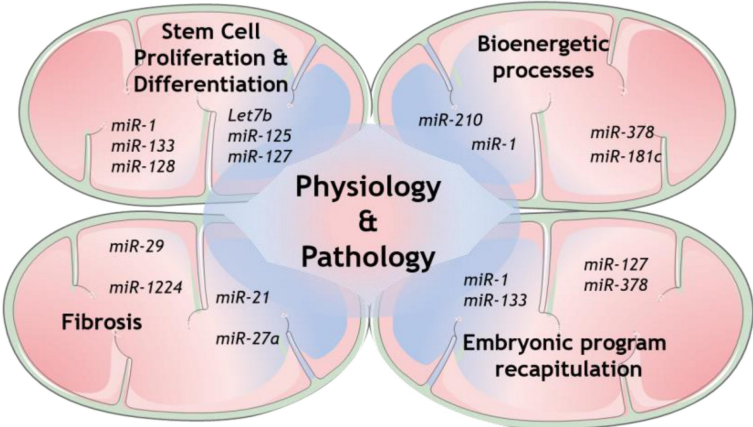 Stem Cell
Proliferation &
Differentiation
miR-1
miR-133
miR-128
Let7b
miR-125
miR-127
Bioenergetic
processes
miR-210
miR-1
miR-378
miR-181c
Physiology
&
Pathology
miR-29
miR-1224
Fibrosis
miR-21
miR-27a
miR-1
miR-133
miR-127
miR-378
Embryonic program
recapitulation